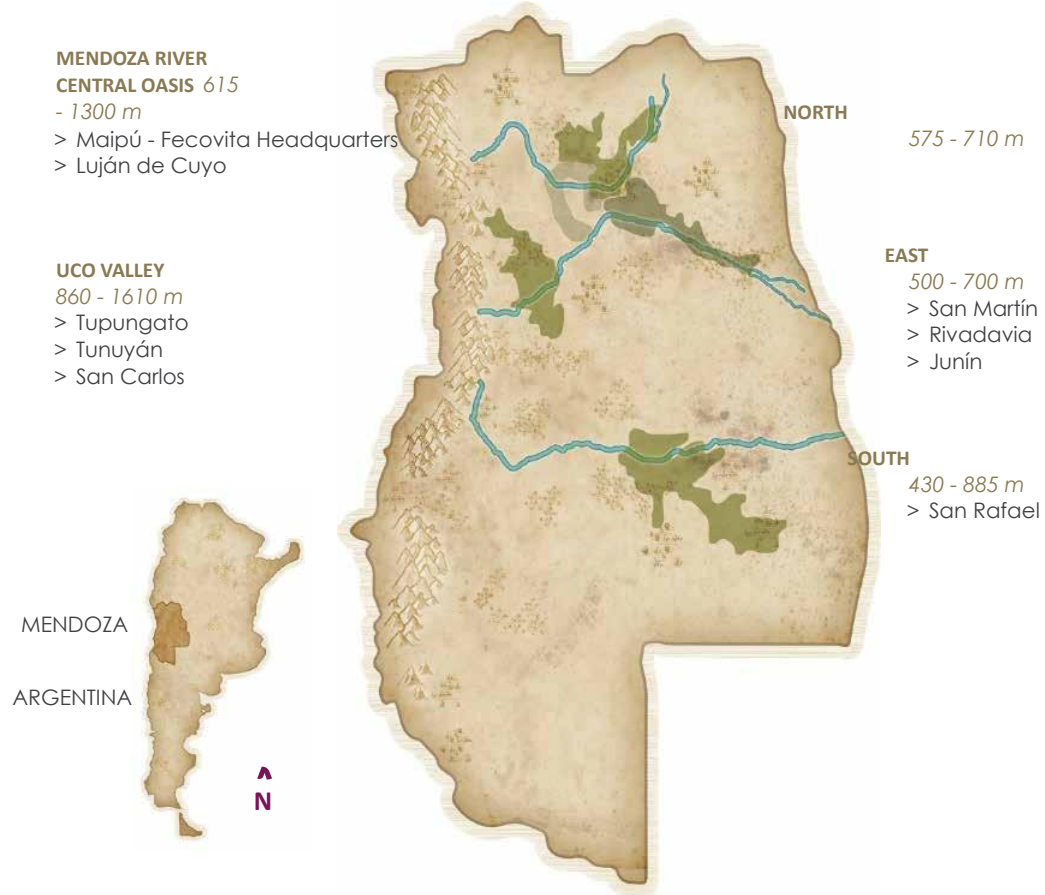 MENDOZA RIVER
CENTRAL OASIS 615
- 1300 m
> Maipú - Fecovita Headquarters
> Luján de Cuyo
NORTH
575 - 710 m
UCO VALLEY
860 - 1610 m
> Tupungato
> Tunuyán
> San Carlos
EAST
500 - 700 m
> San Martín
> Rivadavia
> Junín
SOUTH
430 - 885 m
> San Rafael
MENDOZA
ARGENTINA
N